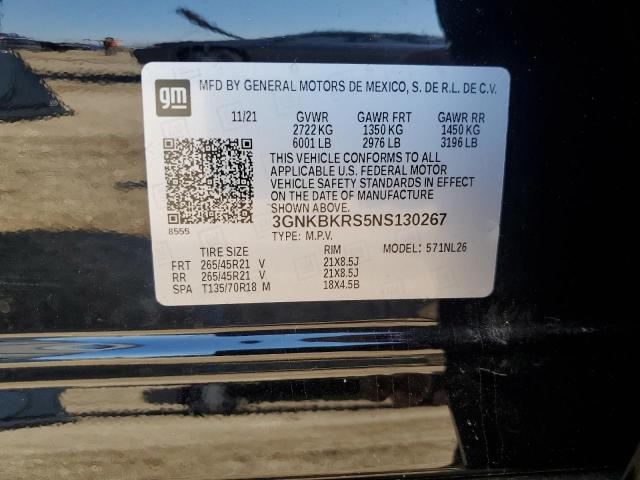 gm
MFD BY GENERAL MOTORS DE MEXICO, S. DE R.L. DE C.V.
11/21 GVWR GAWR FRT GAWR RR
2722 KG 1350 KG 1450 KG
6001 LB 2976 LB 3196 LB
THIS VEHICLE CONFORMS TO ALL
APPLICABLE U.S. FEDERAL MOTOR
VEHICLE SAFETY STANDARDS IN EFFECT
ON THE DATE OF MANUFACTURE
SHOWN ABOVE.
8555
3GNKBKRS5NS130267
TYPE: M.P.V. MODEL: 571NL26
TIRE SIZE RIM
FRT 265/45R21 V 21X8.5J
RR 265/45R21 V 21X8.5J
SPA T135/70R18 M 18X4.5B